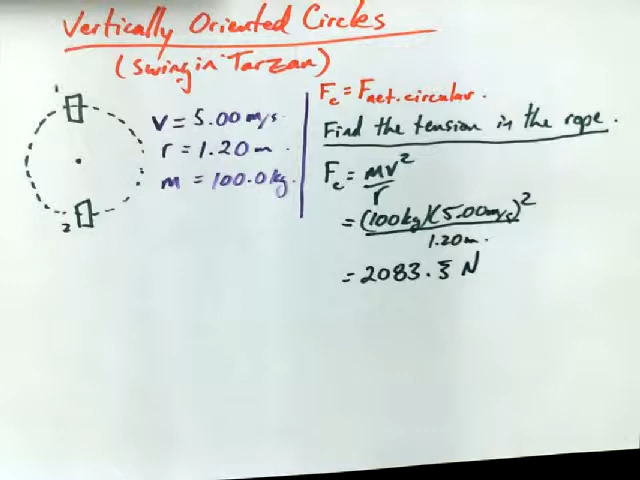 Vertically Oriented Circles
(swingin Tarzan)
1
2
v = 5.00 m/s
r = 1.20 m
m = 100.0 kg
Fc = Fnet.circular.
Find the tension in the rope.
Fc = mv²/r
= (100kg)(5.00m/s)²/1.20m.
= 2083.3 N